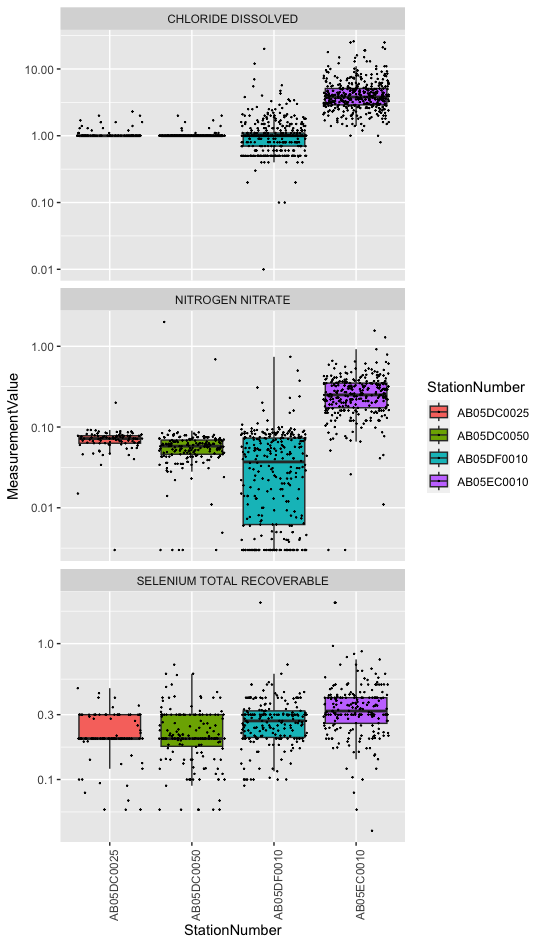 CHLORIDE DISSOLVED
10.00
1.00
0.10
0.01
NITROGEN NITRATE
1.00
0.10
0.01
SELENIUM TOTAL RECOVERABLE
1.0
0.3
0.1
MeasurementValue
AB05DC0025
AB05DC0050
AB05DF0010
AB05EC0010
StationNumber
StationNumber
AB05DC0025
AB05DC0050
AB05DF0010
AB05EC0010